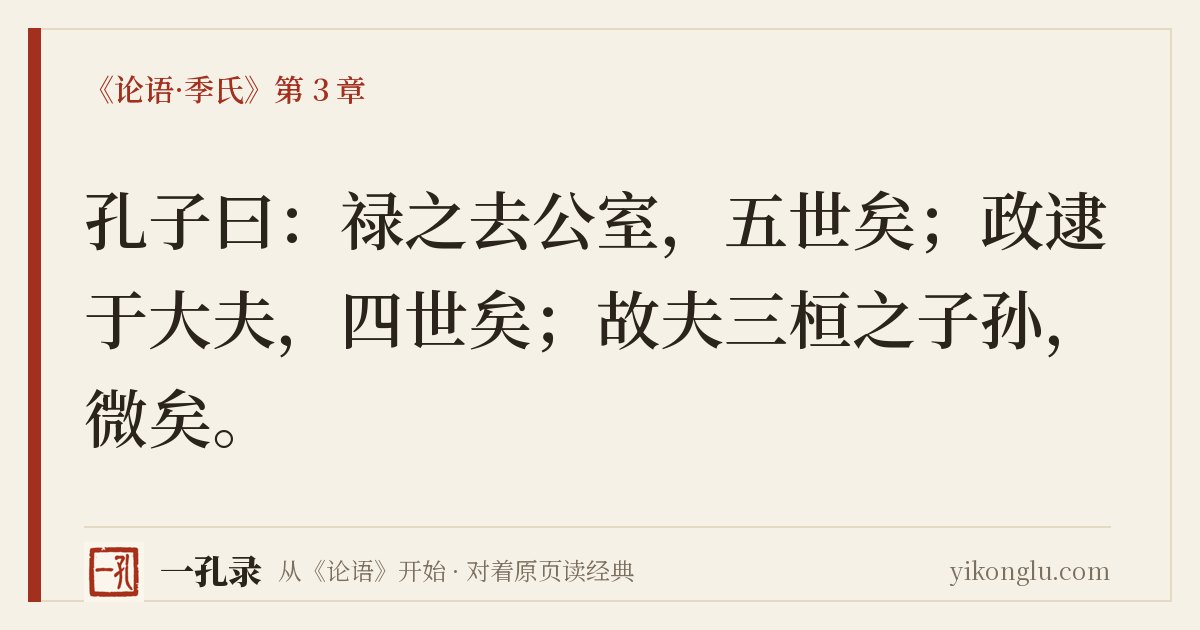 《论语·季氏》第 3 章
孔子曰：禄之去公室，五世矣；政逮
于大夫，四世矣；故夫三桓之子孙，
微矣。
一孔
一孔录 从《论语》开始 · 对着原页读经典 yikonglu.com